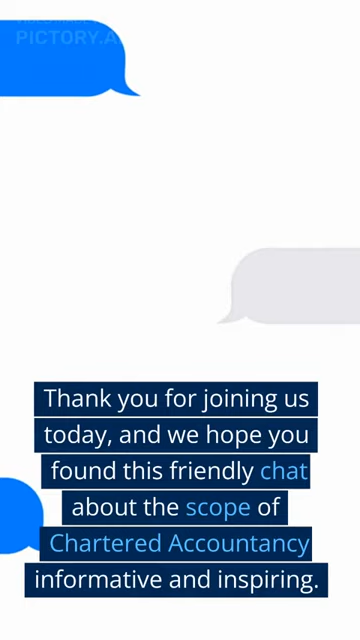 PICTORY.A
Thank you for joining us
today, and we hope you
found this friendly chat
about the scope of
Chartered Accountancy
informative and inspiring.